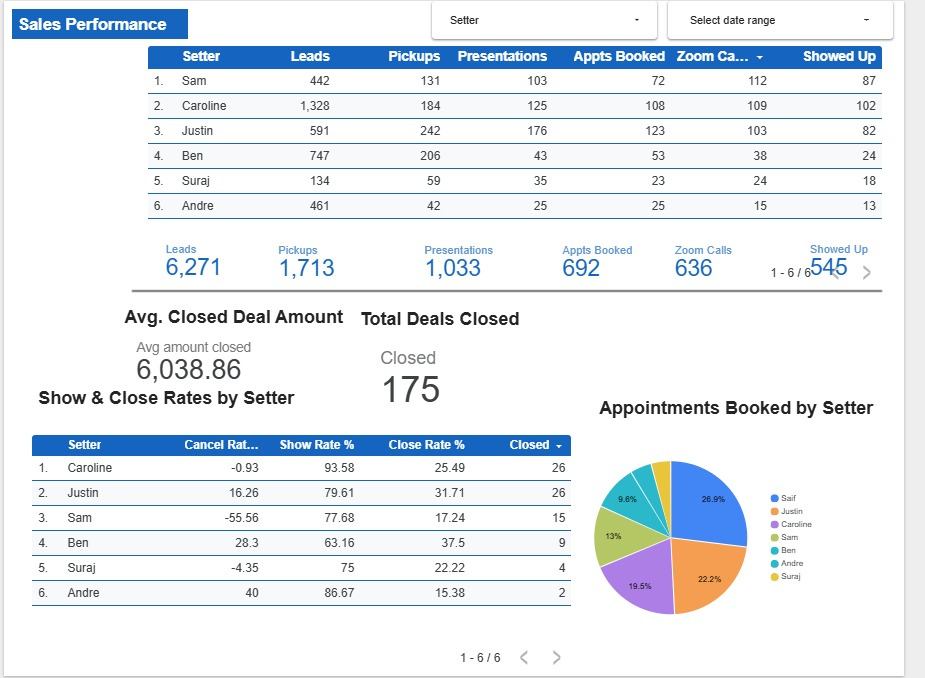 Sales Performance
Setter
Select date range
Setter Leads Pickups Presentations Appts Booked Zoom Ca... Showed Up
1. Sam 442 131 103 72 112 87
2. Caroline 1,328 184 125 108 109 102
3. Justin 591 242 176 123 103 82
4. Ben 747 206 43 53 38 24
5. Suraj 134 59 35 23 24 18
6. Andre 461 42 25 25 15 13
Leads Pickups Presentations Appts Booked Zoom Calls Showed Up
6,271 1,713 1,033 692 636 545
1 - 6 / 6
Avg. Closed Deal Amount Total Deals Closed
Avg amount closed Closed
6,038.86 175
Show & Close Rates by Setter
Setter Cancel Rat... Show Rate % Close Rate % Closed
1. Caroline -0.93 93.58 25.49 26
2. Justin 16.26 79.61 31.71 26
3. Sam -55.56 77.68 17.24 15
4. Ben 28.3 63.16 37.5 9
5. Suraj -4.35 75 22.22 4
6. Andre 40 86.67 15.38 2
1 - 6 / 6
Appointments Booked by Setter
26.9%
22.2%
19.5%
13%
9.6%
Saif
Justin
Caroline
Sam
Ben
Andre
Suraj